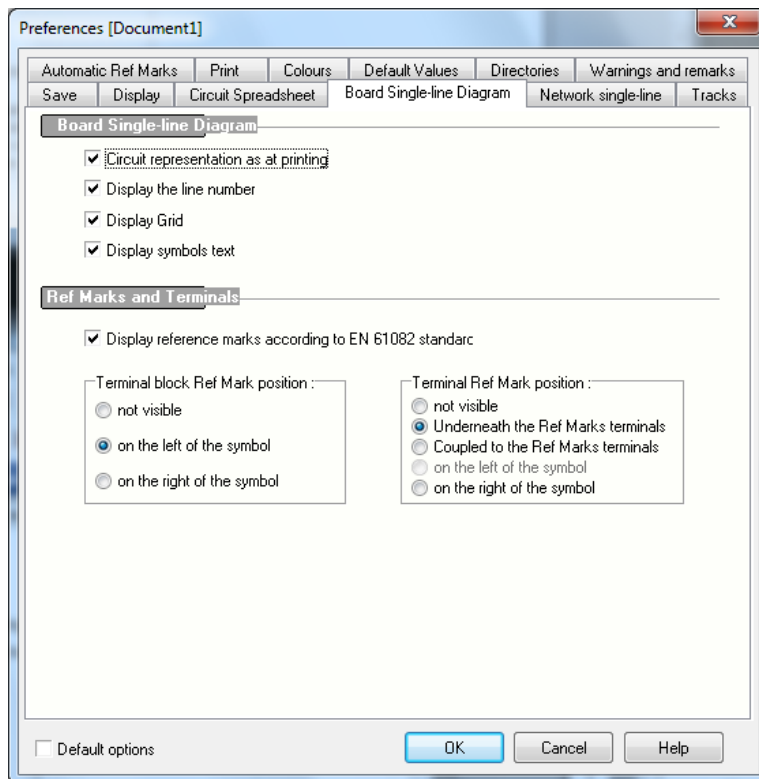 Preferences [Document1]
Automatic Ref Marks Print Colours Default Values Directories Warnings and remarks
Save Display Circuit Spreadsheet Board Single-line Diagram Network single-line Tracks
Board Single-line Diagram
Circuit representation as at printing
Display the line number
Display Grid
Display symbols text
Ref Marks and Terminals
Display reference marks according to EN 61082 standarc
Terminal block Ref Mark position :
not visible
on the left of the symbol
on the right of the symbol
Terminal Ref Mark position :
not visible
Underneath the Ref Marks terminals
Coupled to the Ref Marks terminals
on the left of the symbol
on the right of the symbol
Default options
OK Cancel Help